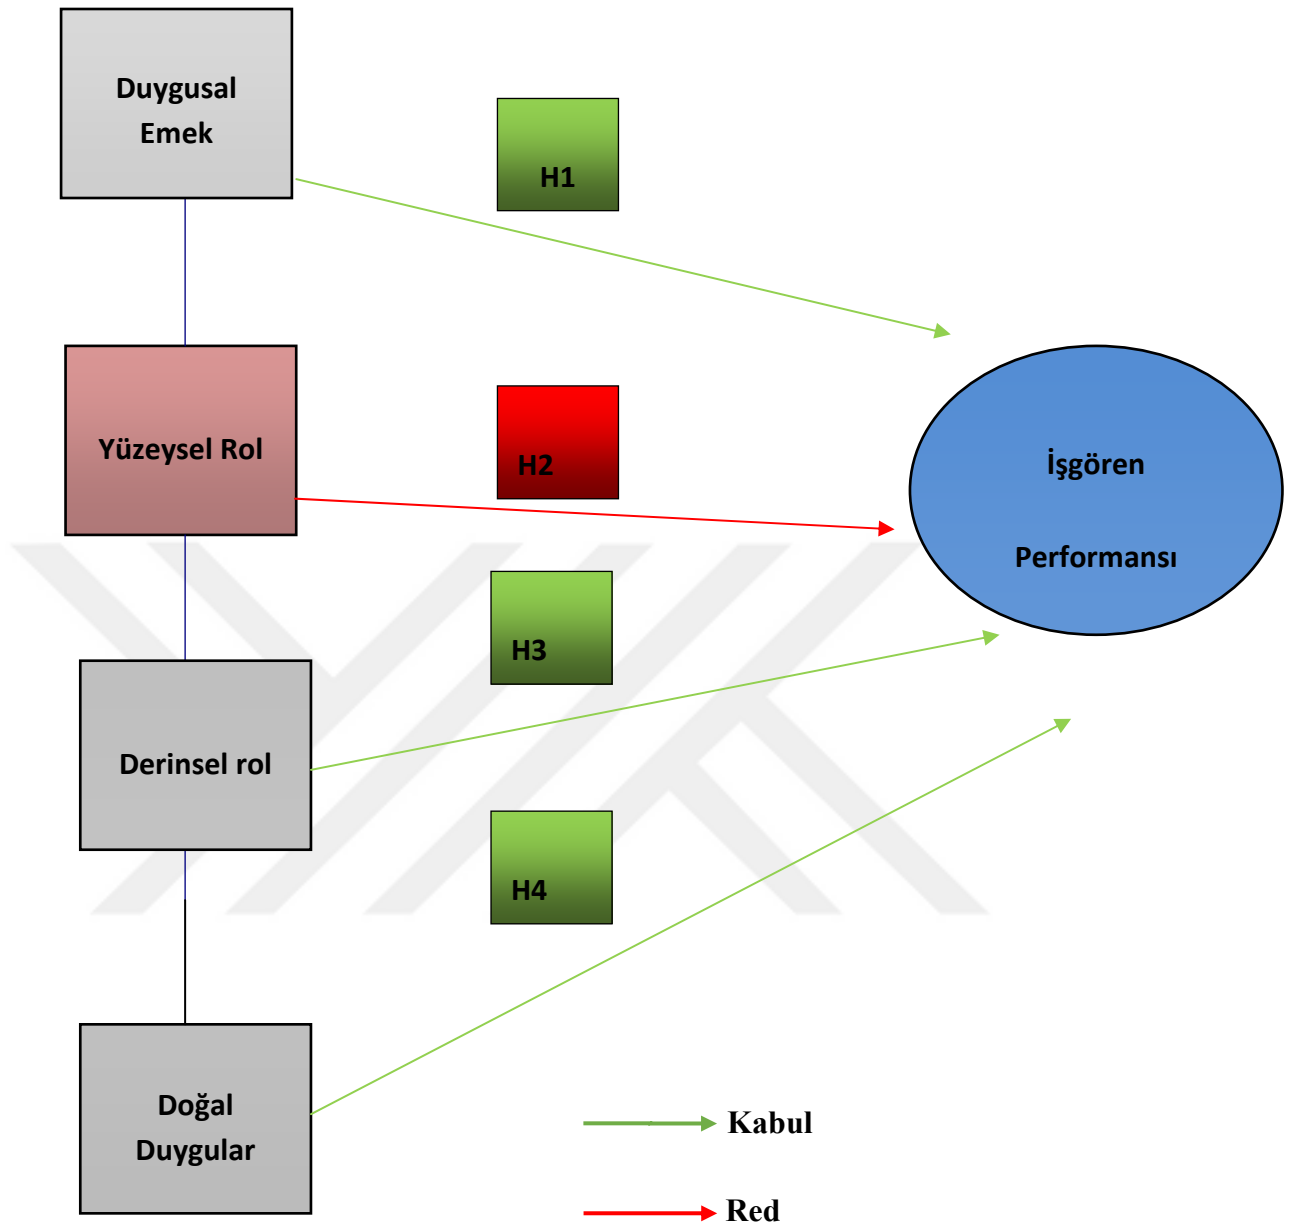 Duygusal
Emek
H1
Yüzeysel Rol
H2
İşgören
Performansı
H3
Derinsel rol
H4
Doğal
Duygular
Kabul
Red